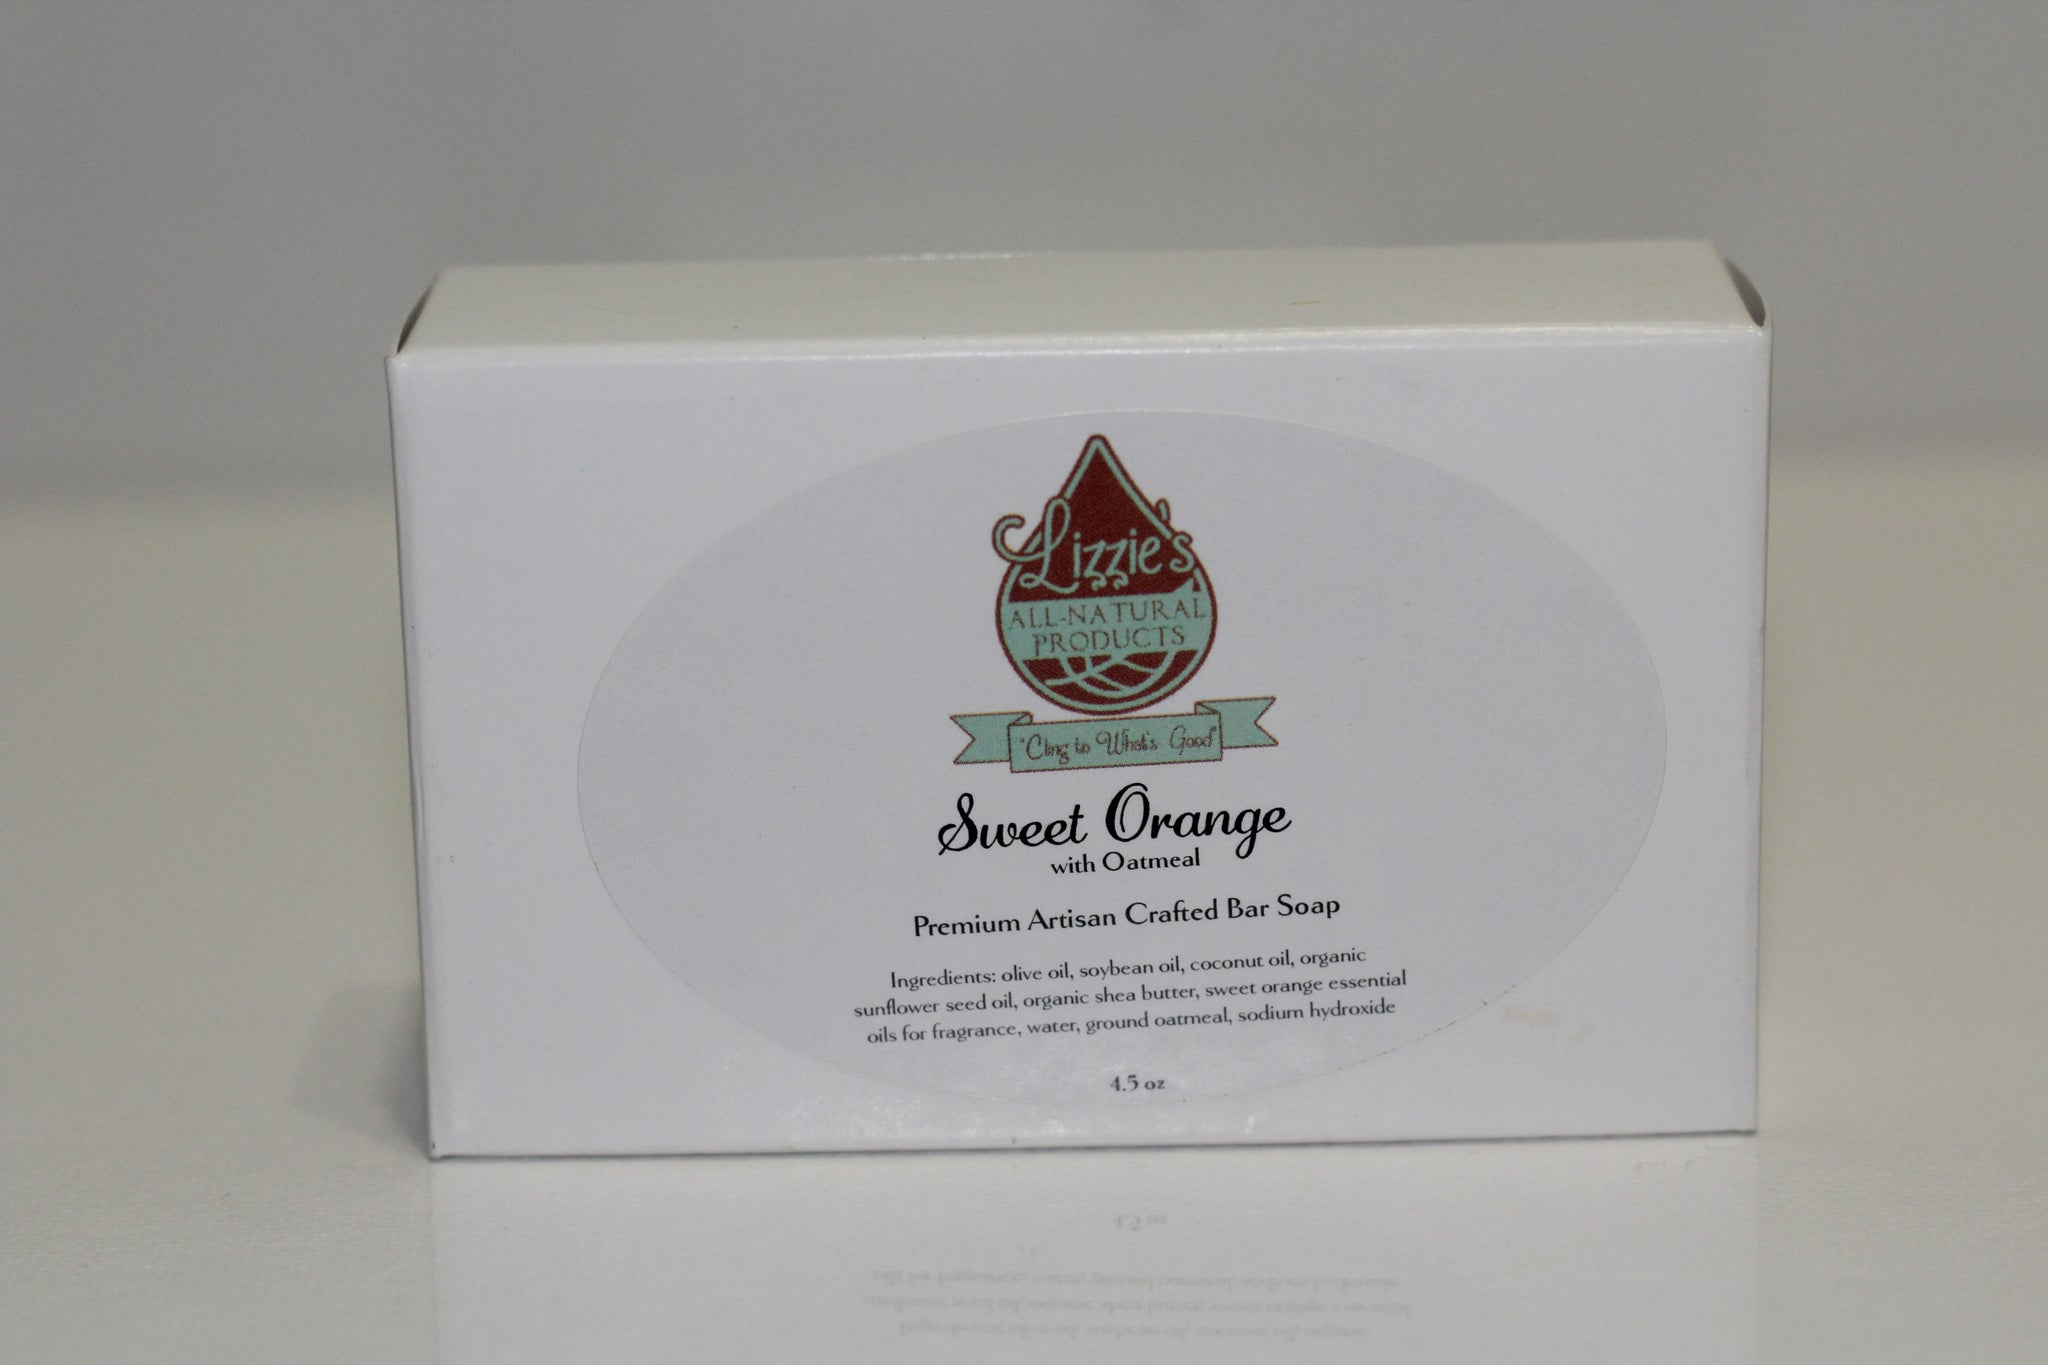 Lizzie's
ALL-NATURAL
PRODUCTS
"Cling to What's Good"
Sweet Orange
with Oatmeal
Premium Artisan Crafted Bar Soap
Ingredients: olive oil, soybean oil, coconut oil, organic
sunflower seed oil, organic shea butter, sweet orange essential
oils for fragrance, water, ground oatmeal, sodium hydroxide
4.5 oz